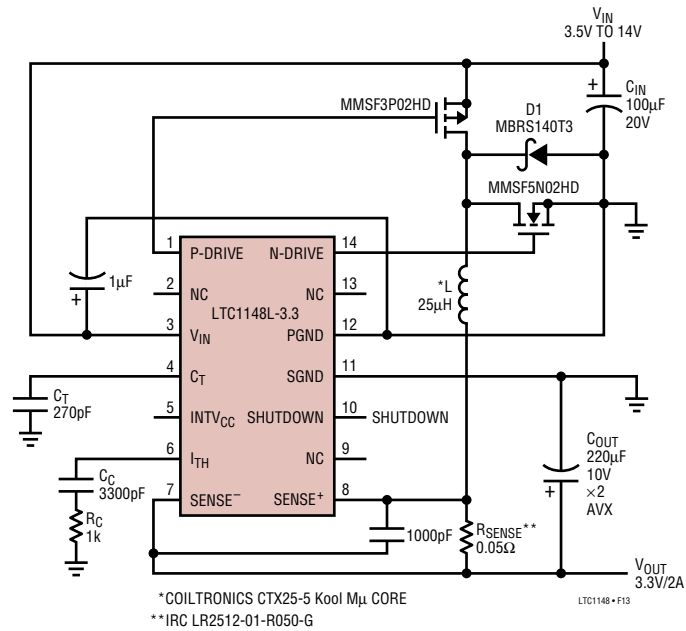 V_IN
3.5V TO 14V
+
C_IN
100µF
20V
MMSF3P02HD
D1
MBRS140T3
MMSF5N02HD
1µF
+
1 P-DRIVE
N-DRIVE 14
2 NC
NC 13
LTC1148L-3.3
3 V_IN
PGND 12
4 C_T
SGND 11
5 INTV_CC
SHUTDOWN 10
SHUTDOWN
6 I_TH
NC 9
7 SENSE⁻
SENSE⁺ 8
*L
25µH
C_T
270pF
C_C
3300pF
R_C
1k
1000pF
R_SENSE**
0.05Ω
C_OUT
220µF
10V
×2
AVX
+
V_OUT
3.3V/2A
LTC1148 • F13
*COILTRONICS CTX25-5 Kool Mµ CORE
**IRC LR2512-01-R050-G